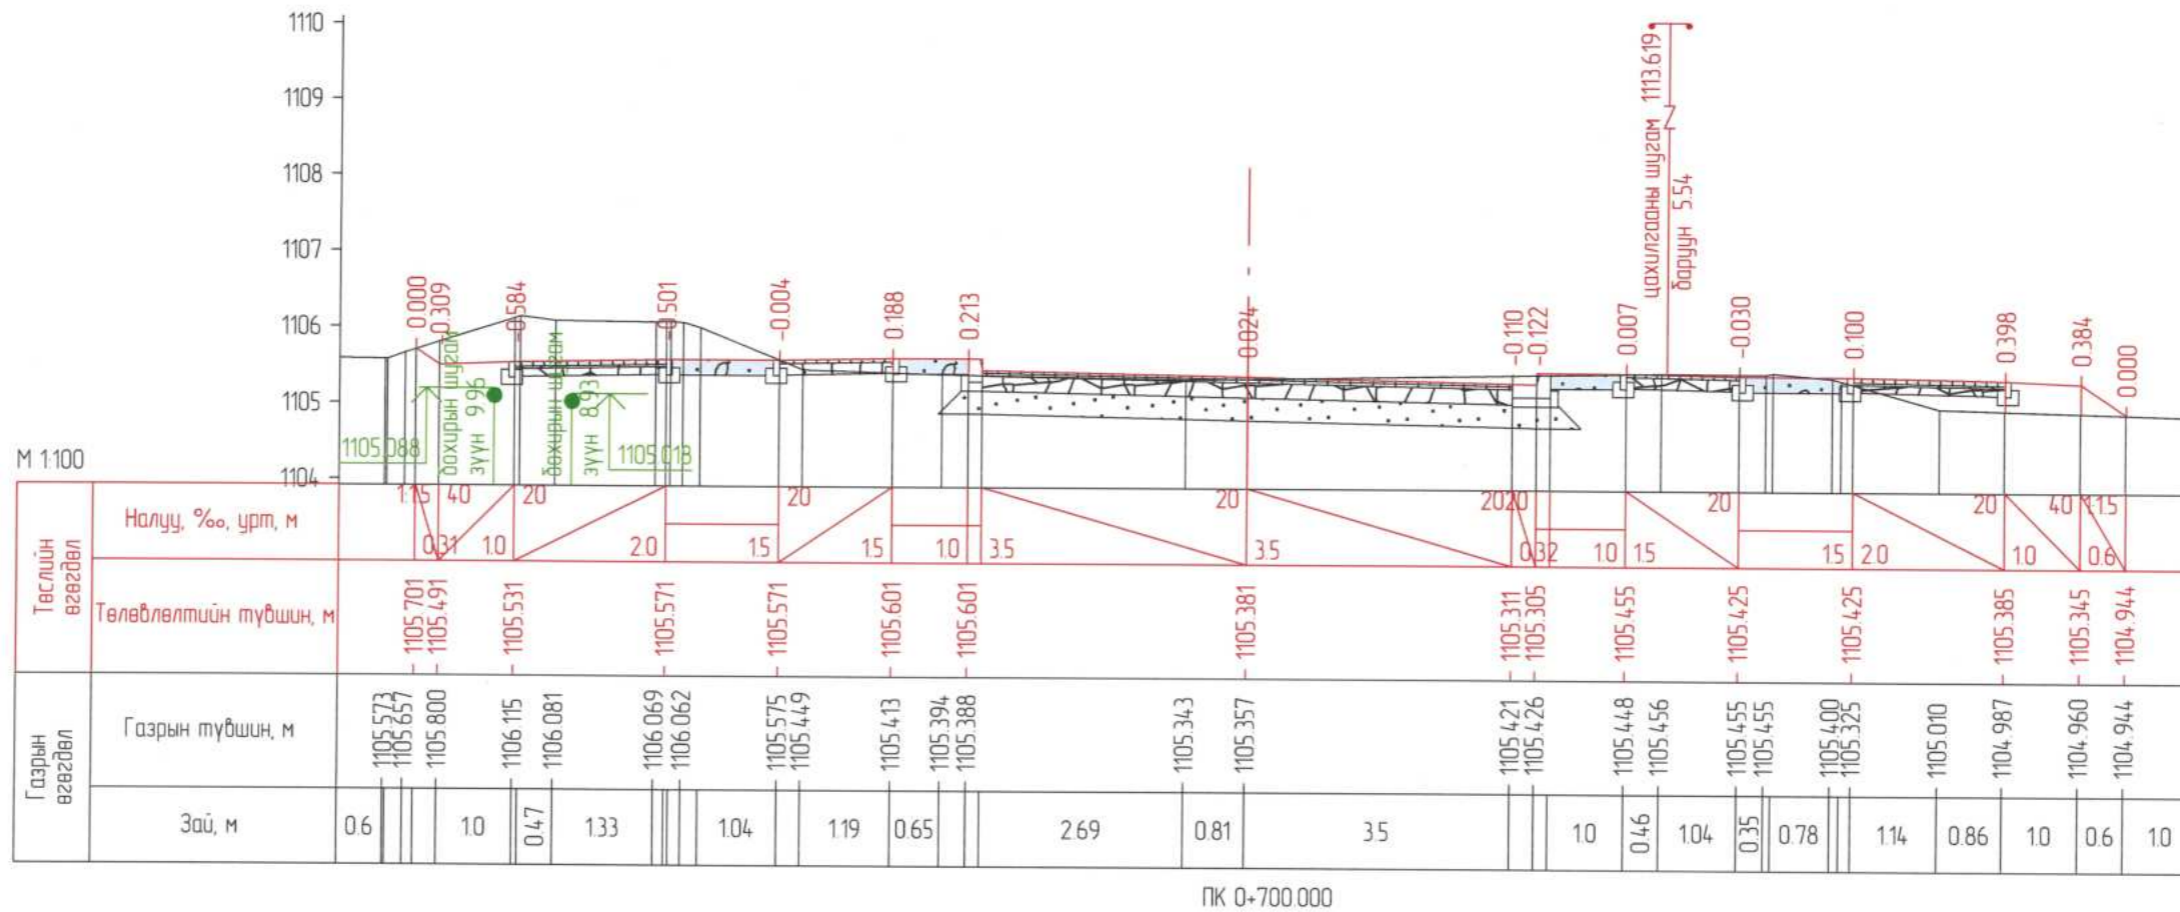 1110
1109
1108
1107
1106
1105
1104
М 1:100
цахилгааны шугам 1113.619
баруун 5.54
0.000
-0.309
-0.584
-0.501
-0.004
0.188
0.213
0.024
-0.110
-0.122
0.007
-0.030
0.100
0.398
0.384
0.000
1105.088
бохирын шугам
зүүн 9.96
бохирын шугам
зүүн 8.93
1105.013
Төслийн өгөгдөл
Налуу, ‰, урт, м
1:1.5 40 20 20 20 20 20 20 20 40 1:1.5
0.31 1.0 2.0 1.5 1.5 1.0 3.5 3.5 0.32 1.0 1.5 1.5 2.0 1.0 0.6
Төлөвлөлтийн түвшин, м
1105.701 1105.491 1105.531 1105.571 1105.571 1105.601 1105.601 1105.381 1105.311 1105.305 1105.455 1105.425 1105.425 1105.385 1105.345 1104.944
Газрын өгөгдөл
Газрын түвшин, м
1105.573 1105.657 1105.800 1106.115 1106.081 1106.069 1106.062 1105.575 1105.449 1105.413 1105.394 1105.388 1105.343 1105.357 1105.421 1105.426 1105.448 1105.456 1105.455 1105.455 1105.400 1105.325 1105.010 1104.987 1104.960 1104.944
Зай, м
0.6 1.0 0.47 1.33 1.04 1.19 0.65 2.69 0.81 3.5 1.0 0.46 1.04 0.35 0.78 1.14 0.86 1.0 0.6 1.0
ПК 0+700.000